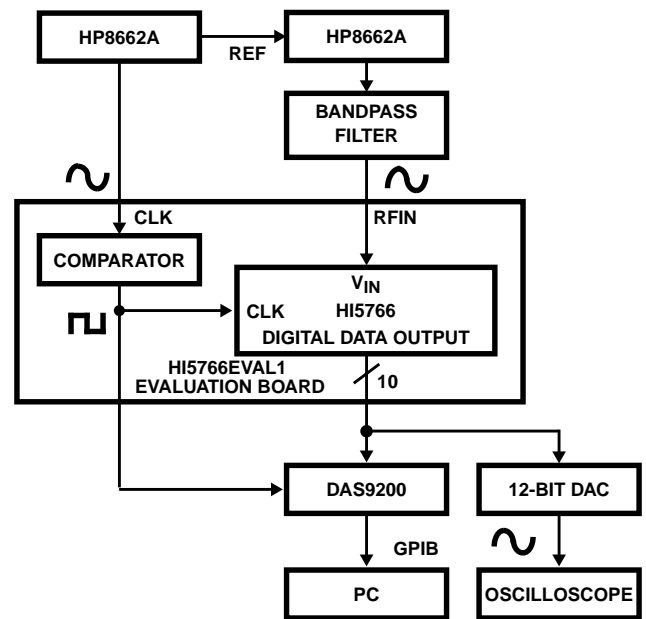 HP8662A
REF
HP8662A
BANDPASS
FILTER
CLK
RFIN
COMPARATOR
VIN
CLK
HI5766
DIGITAL DATA OUTPUT
HI5766EVAL1
EVALUATION BOARD
10
DAS9200
12-BIT DAC
GPIB
PC
OSCILLOSCOPE